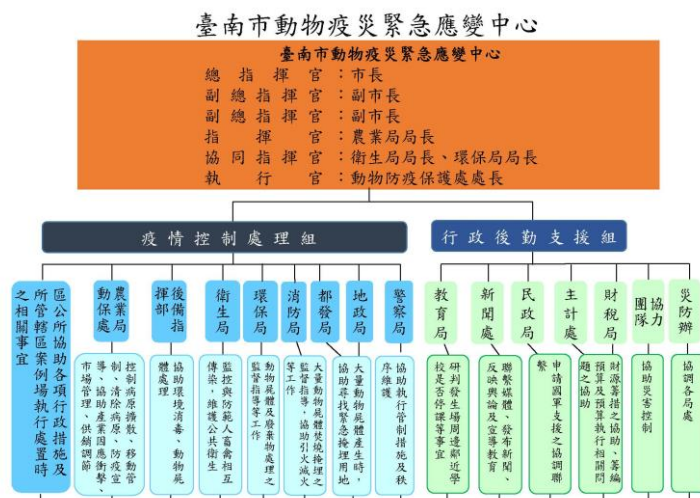 臺南市動物疫災緊急應變中心
臺南市動物疫災緊急應變中心
總指揮官：市長
副總指揮官：副市長
副總指揮官：副市長
指揮官：農業局局長
協同指揮官：衛生局局長、環保局局長
執行官：動物防疫保護處處長
疫情控制處理組
行政後勤支援組
區公所協助各項行政措施及
所管轄區案例場執行處置時
之相關事宜
農業局
動保處
控制病原擴散、移動管
制、清除病原、防疫宣
導、協助產業因應衝擊、
市場管理、供銷調節
後備指
揮部
協助環境消毒、動物屍
體處理
衛生局
監控與防範人畜相互
傳染，維護公共衛生
環保局
動物屍體及廢棄物處理之
監督指導等工作
消防局
大量動物屍體焚燒掩埋之
監督指導，協助引火滅火
等工作
都發局
地政局
大量動物屍體產生時，
協助尋找緊急掩埋用地
警察局
協助執行管制措施及秩
序維護
教育局
研判發生場周邊鄰近學
校是否停課等事宜
新聞處
聯繫媒體、發布新聞、
反映輿論及宣導教育
民政局
申請國軍支援之協調聯
繫
主計處
財稅局
財源籌措之協助、籌編
預算及預算執行相關問
題之協助
協力
團隊
協助災害控制
災防辦
協調各局處